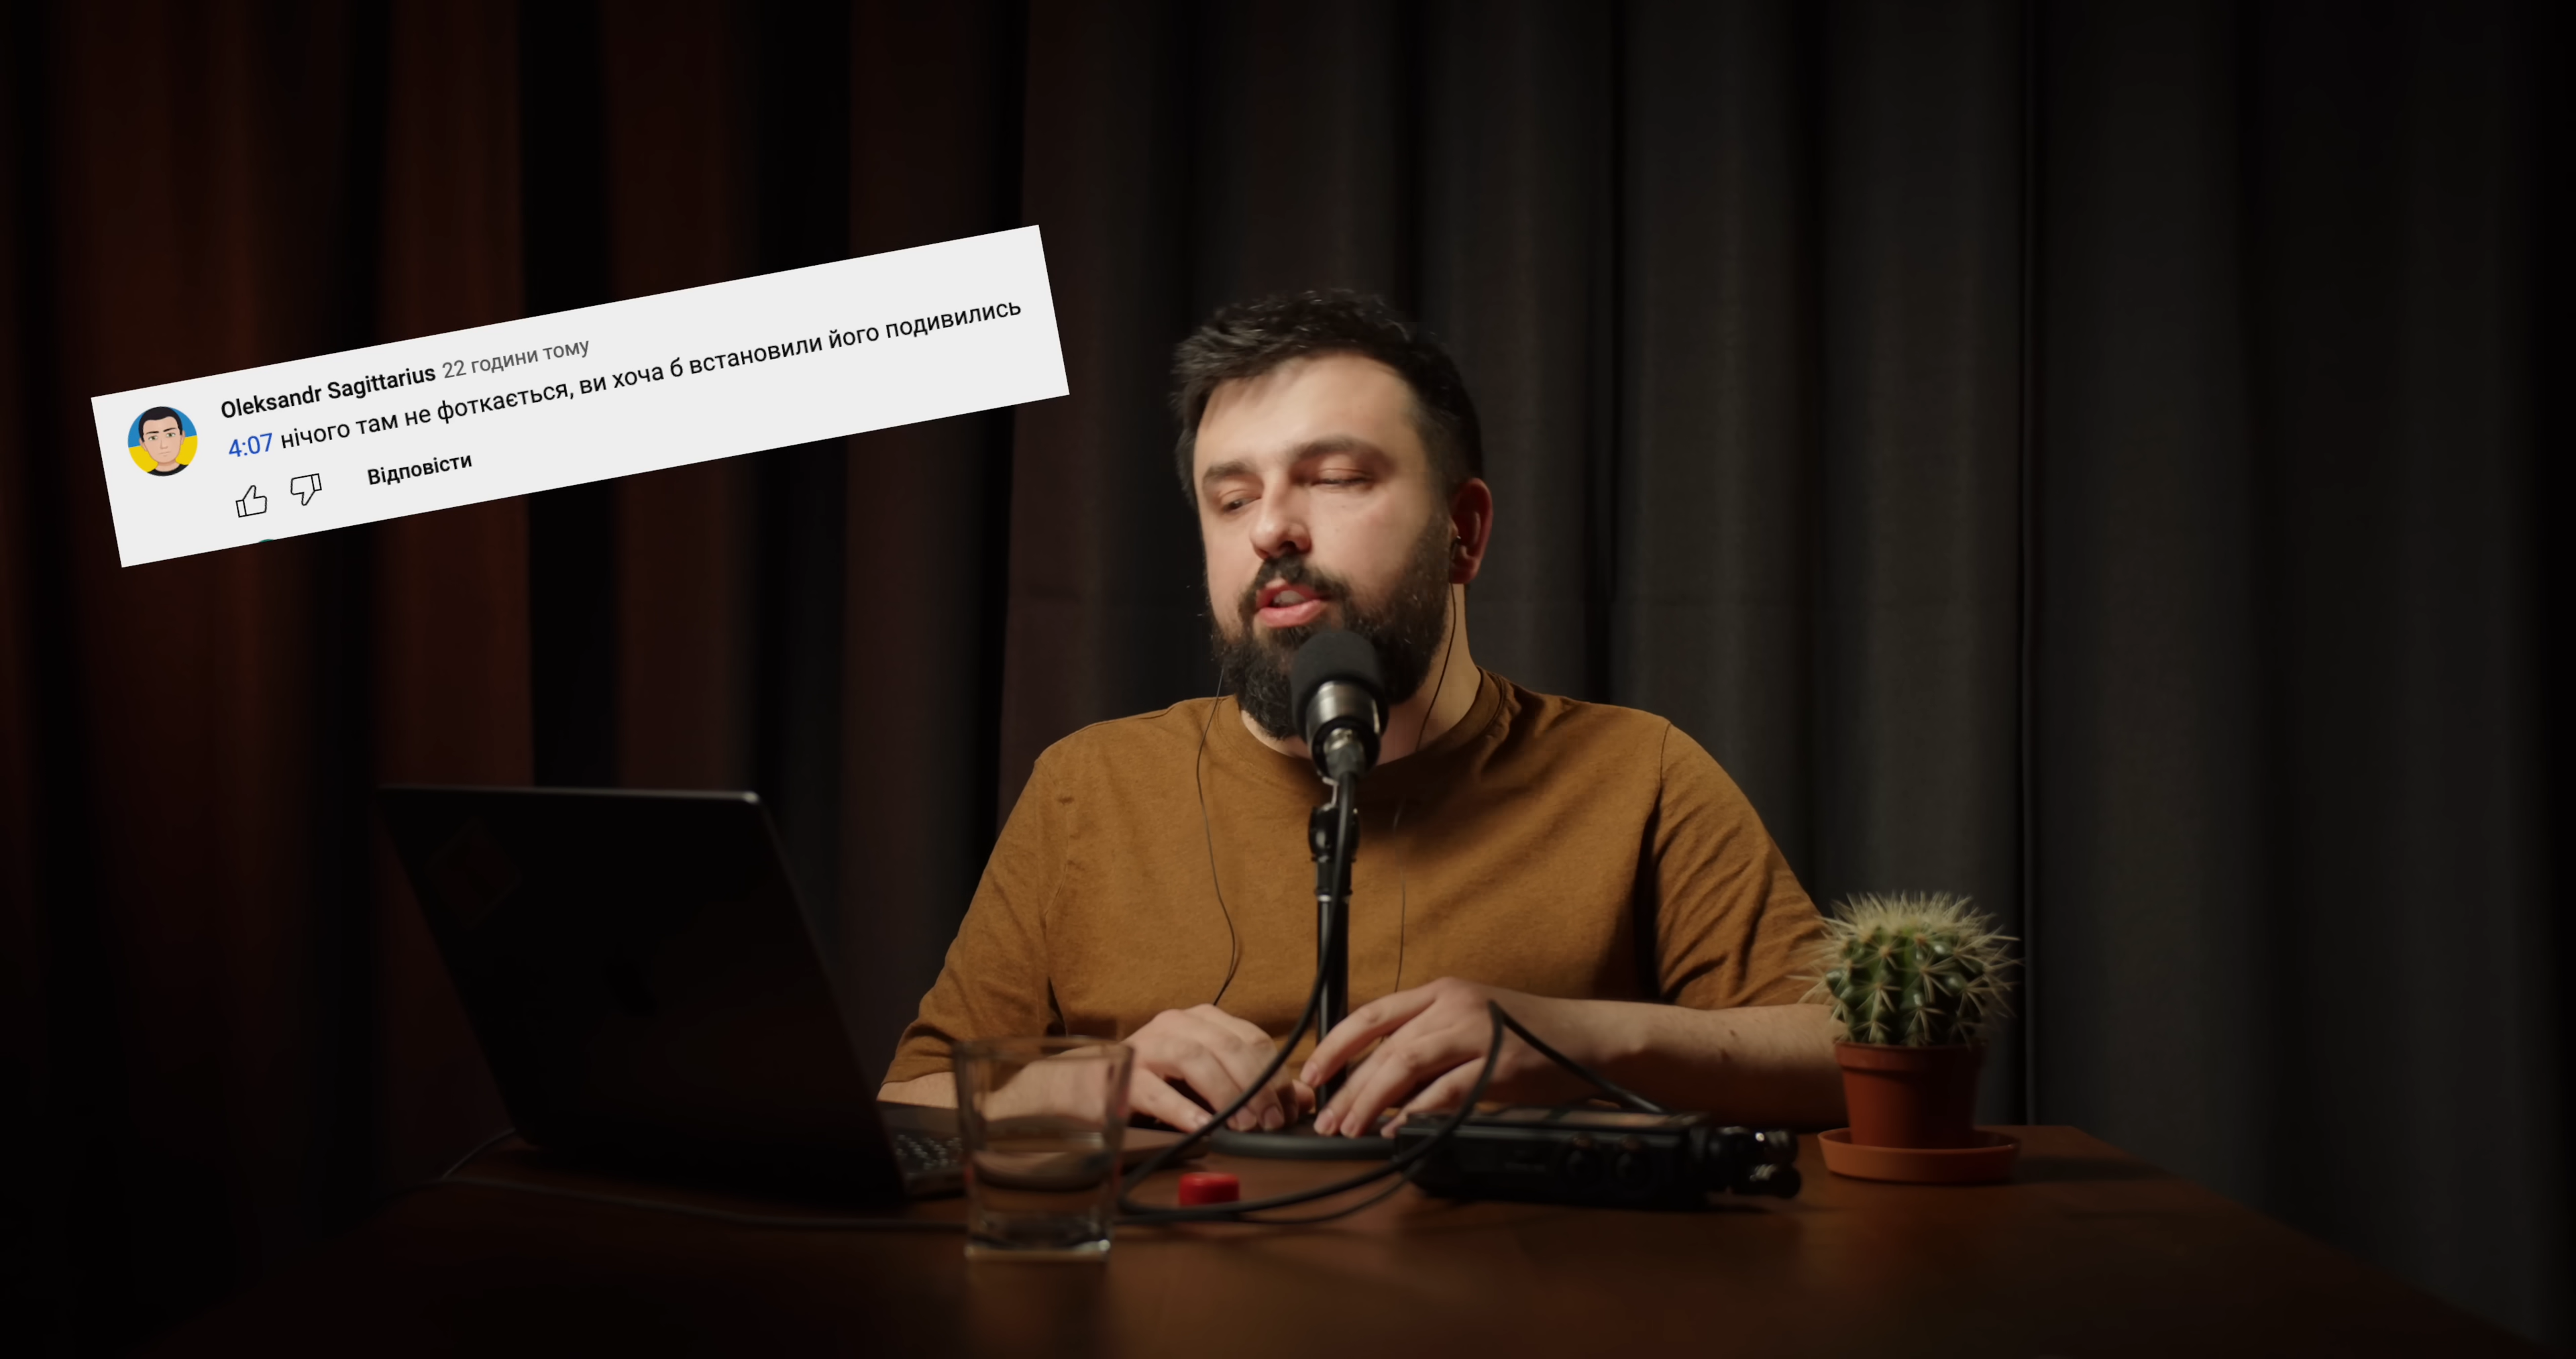 Oleksandr Sagittarius 22 години тому
4:07 нічого там не фоткається, ви хоча б встановили його подивились
Відповісти